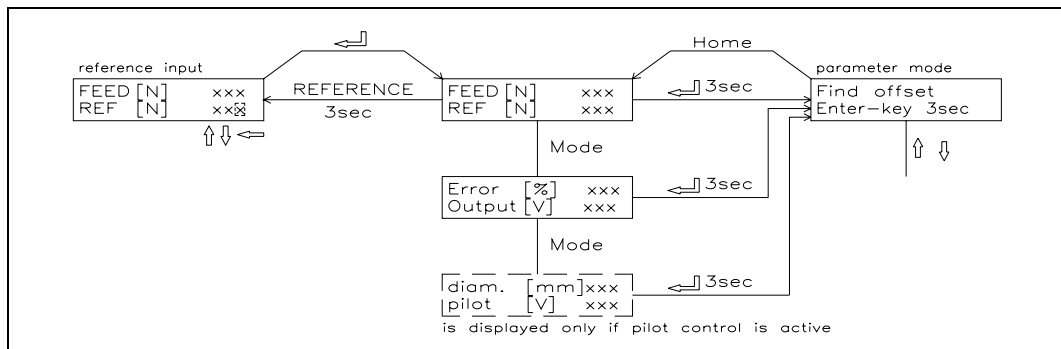 Home
reference input
parameter mode
FEED [N] xxx
REF [N] xxx
REFERENCE
3sec
FEED [N] xxx
REF [N] xxx
3sec
Find offset
Enter-key 3sec
Mode
Error [%] xxx
Output [V] xxx
3sec
Mode
diam. [mm]xxx
pilot [V] xxx
3sec
is displayed only if pilot control is active